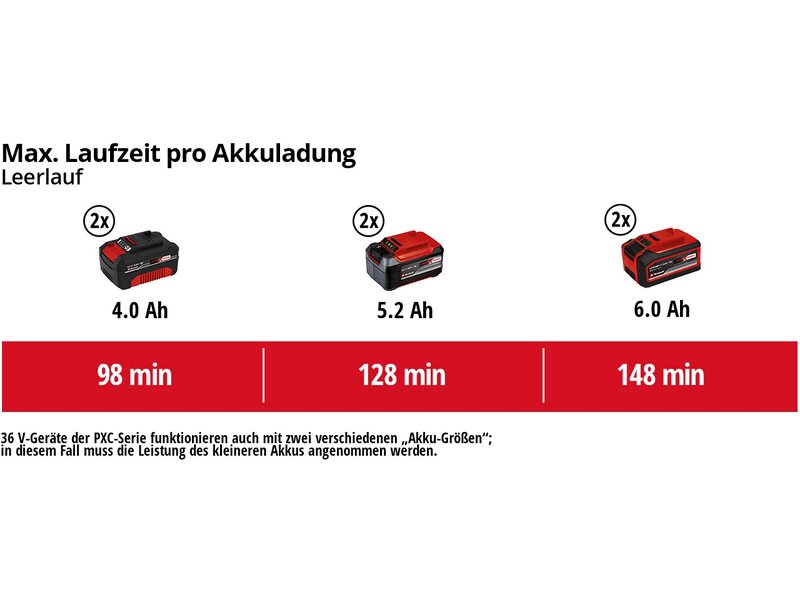 Max. Laufzeit pro Akkuladung
Leerlauf
2x
2x
2x
4.0 Ah
5.2 Ah
6.0 Ah
98 min
128 min
148 min
36 V-Geräte der PXC-Serie funktionieren auch mit zwei verschiedenen „Akku-Größen“;
in diesem Fall muss die Leistung des kleineren Akkus angenommen werden.